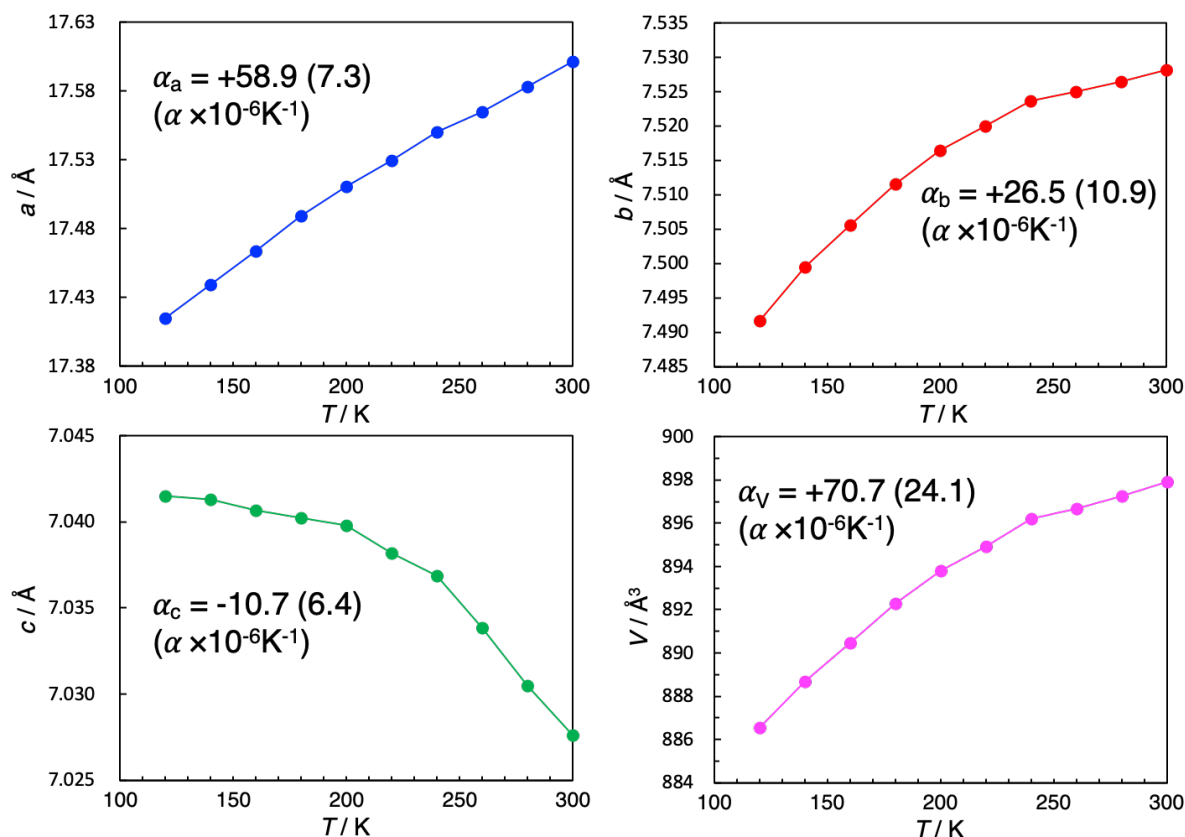 17.63
17.58
17.53
17.48
17.43
17.38
a / Å
αa = +58.9 (7.3)
(α ×10⁻⁶K⁻¹)
100 150 200 250 300
T / K
7.535
7.530
7.525
7.520
7.515
7.510
7.505
7.500
7.495
7.490
7.485
b / Å
αb = +26.5 (10.9)
(α ×10⁻⁶K⁻¹)
100 150 200 250 300
T / K
7.045
7.040
7.035
7.030
7.025
c / Å
αc = -10.7 (6.4)
(α ×10⁻⁶K⁻¹)
100 150 200 250 300
T / K
900
898
896
894
892
890
888
886
884
V / Å³
αV = +70.7 (24.1)
(α ×10⁻⁶K⁻¹)
100 150 200 250 300
T / K